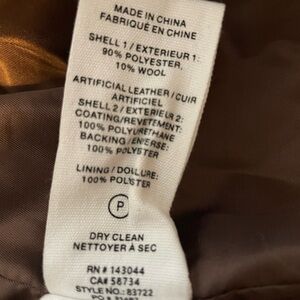 MADE IN CHINA
FABRIQUÉ EN CHINE
SHELL 1 / EXTERIEUR 1:
90% POLYESTER,
10% WOOL
ARTIFICIAL LEATHER / CUIR
ARTIFICIEL
SHELL 2 / EXTERIEUR 2:
COATING/REVETEMENT:
100% POLYURETHANE
BACKING / ENVERSE:
100% POLYESTER
LINING / DOUBLURE:
100% POLYESTER
P
DRY CLEAN
NETTOYER À SEC
RN # 143044
CA# 58734
STYLE NO.: 83722
PO #